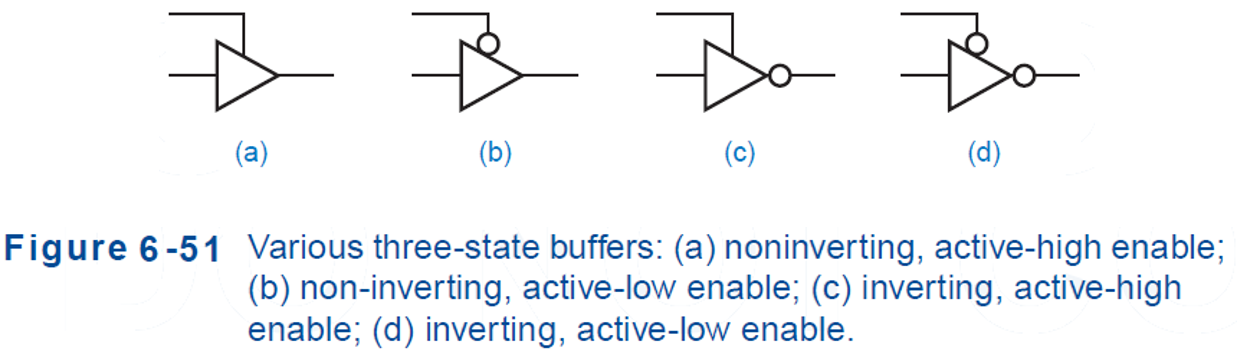 (a) (b) (c) (d)
Figure 6-51 Various three-state buffers: (a) noninverting, active-high enable;
(b) non-inverting, active-low enable; (c) inverting, active-high
enable; (d) inverting, active-low enable.